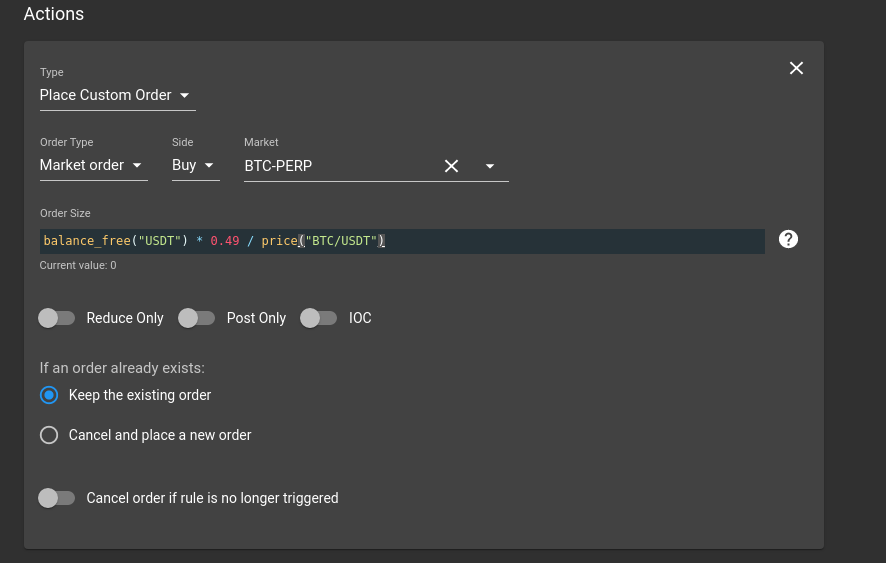 Actions
Type
Place Custom Order
Order Type Side Market
Market order Buy BTC-PERP
Order Size
balance_free("USDT") * 0.49 / price("BTC/USDT")
Current value: 0
Reduce Only Post Only IOC
If an order already exists:
Keep the existing order
Cancel and place a new order
Cancel order if rule is no longer triggered